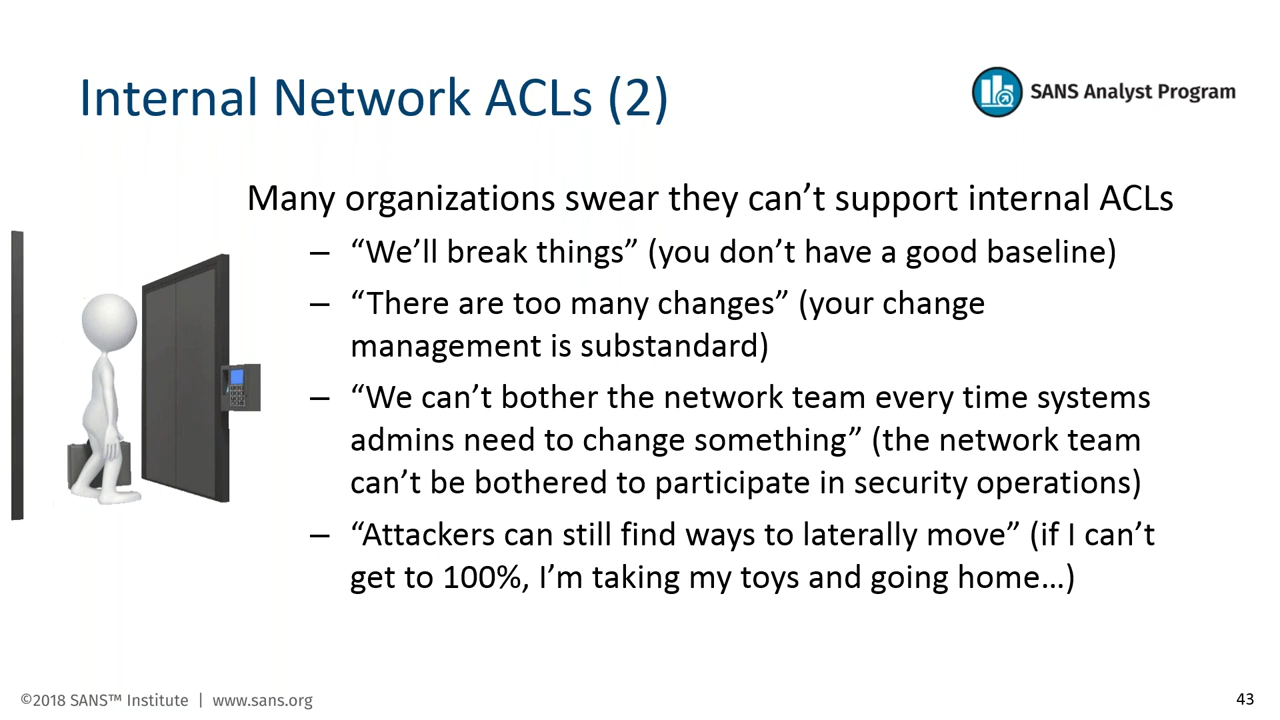 Internal Network ACLs (2)
SANS Analyst Program
Many organizations swear they can’t support internal ACLs
– “We’ll break things” (you don’t have a good baseline)
– “There are too many changes” (your change
management is substandard)
– “We can’t bother the network team every time systems
admins need to change something” (the network team
can’t be bothered to participate in security operations)
– “Attackers can still find ways to laterally move” (if I can’t
get to 100%, I’m taking my toys and going home…)
©2018 SANS™ Institute | www.sans.org
43